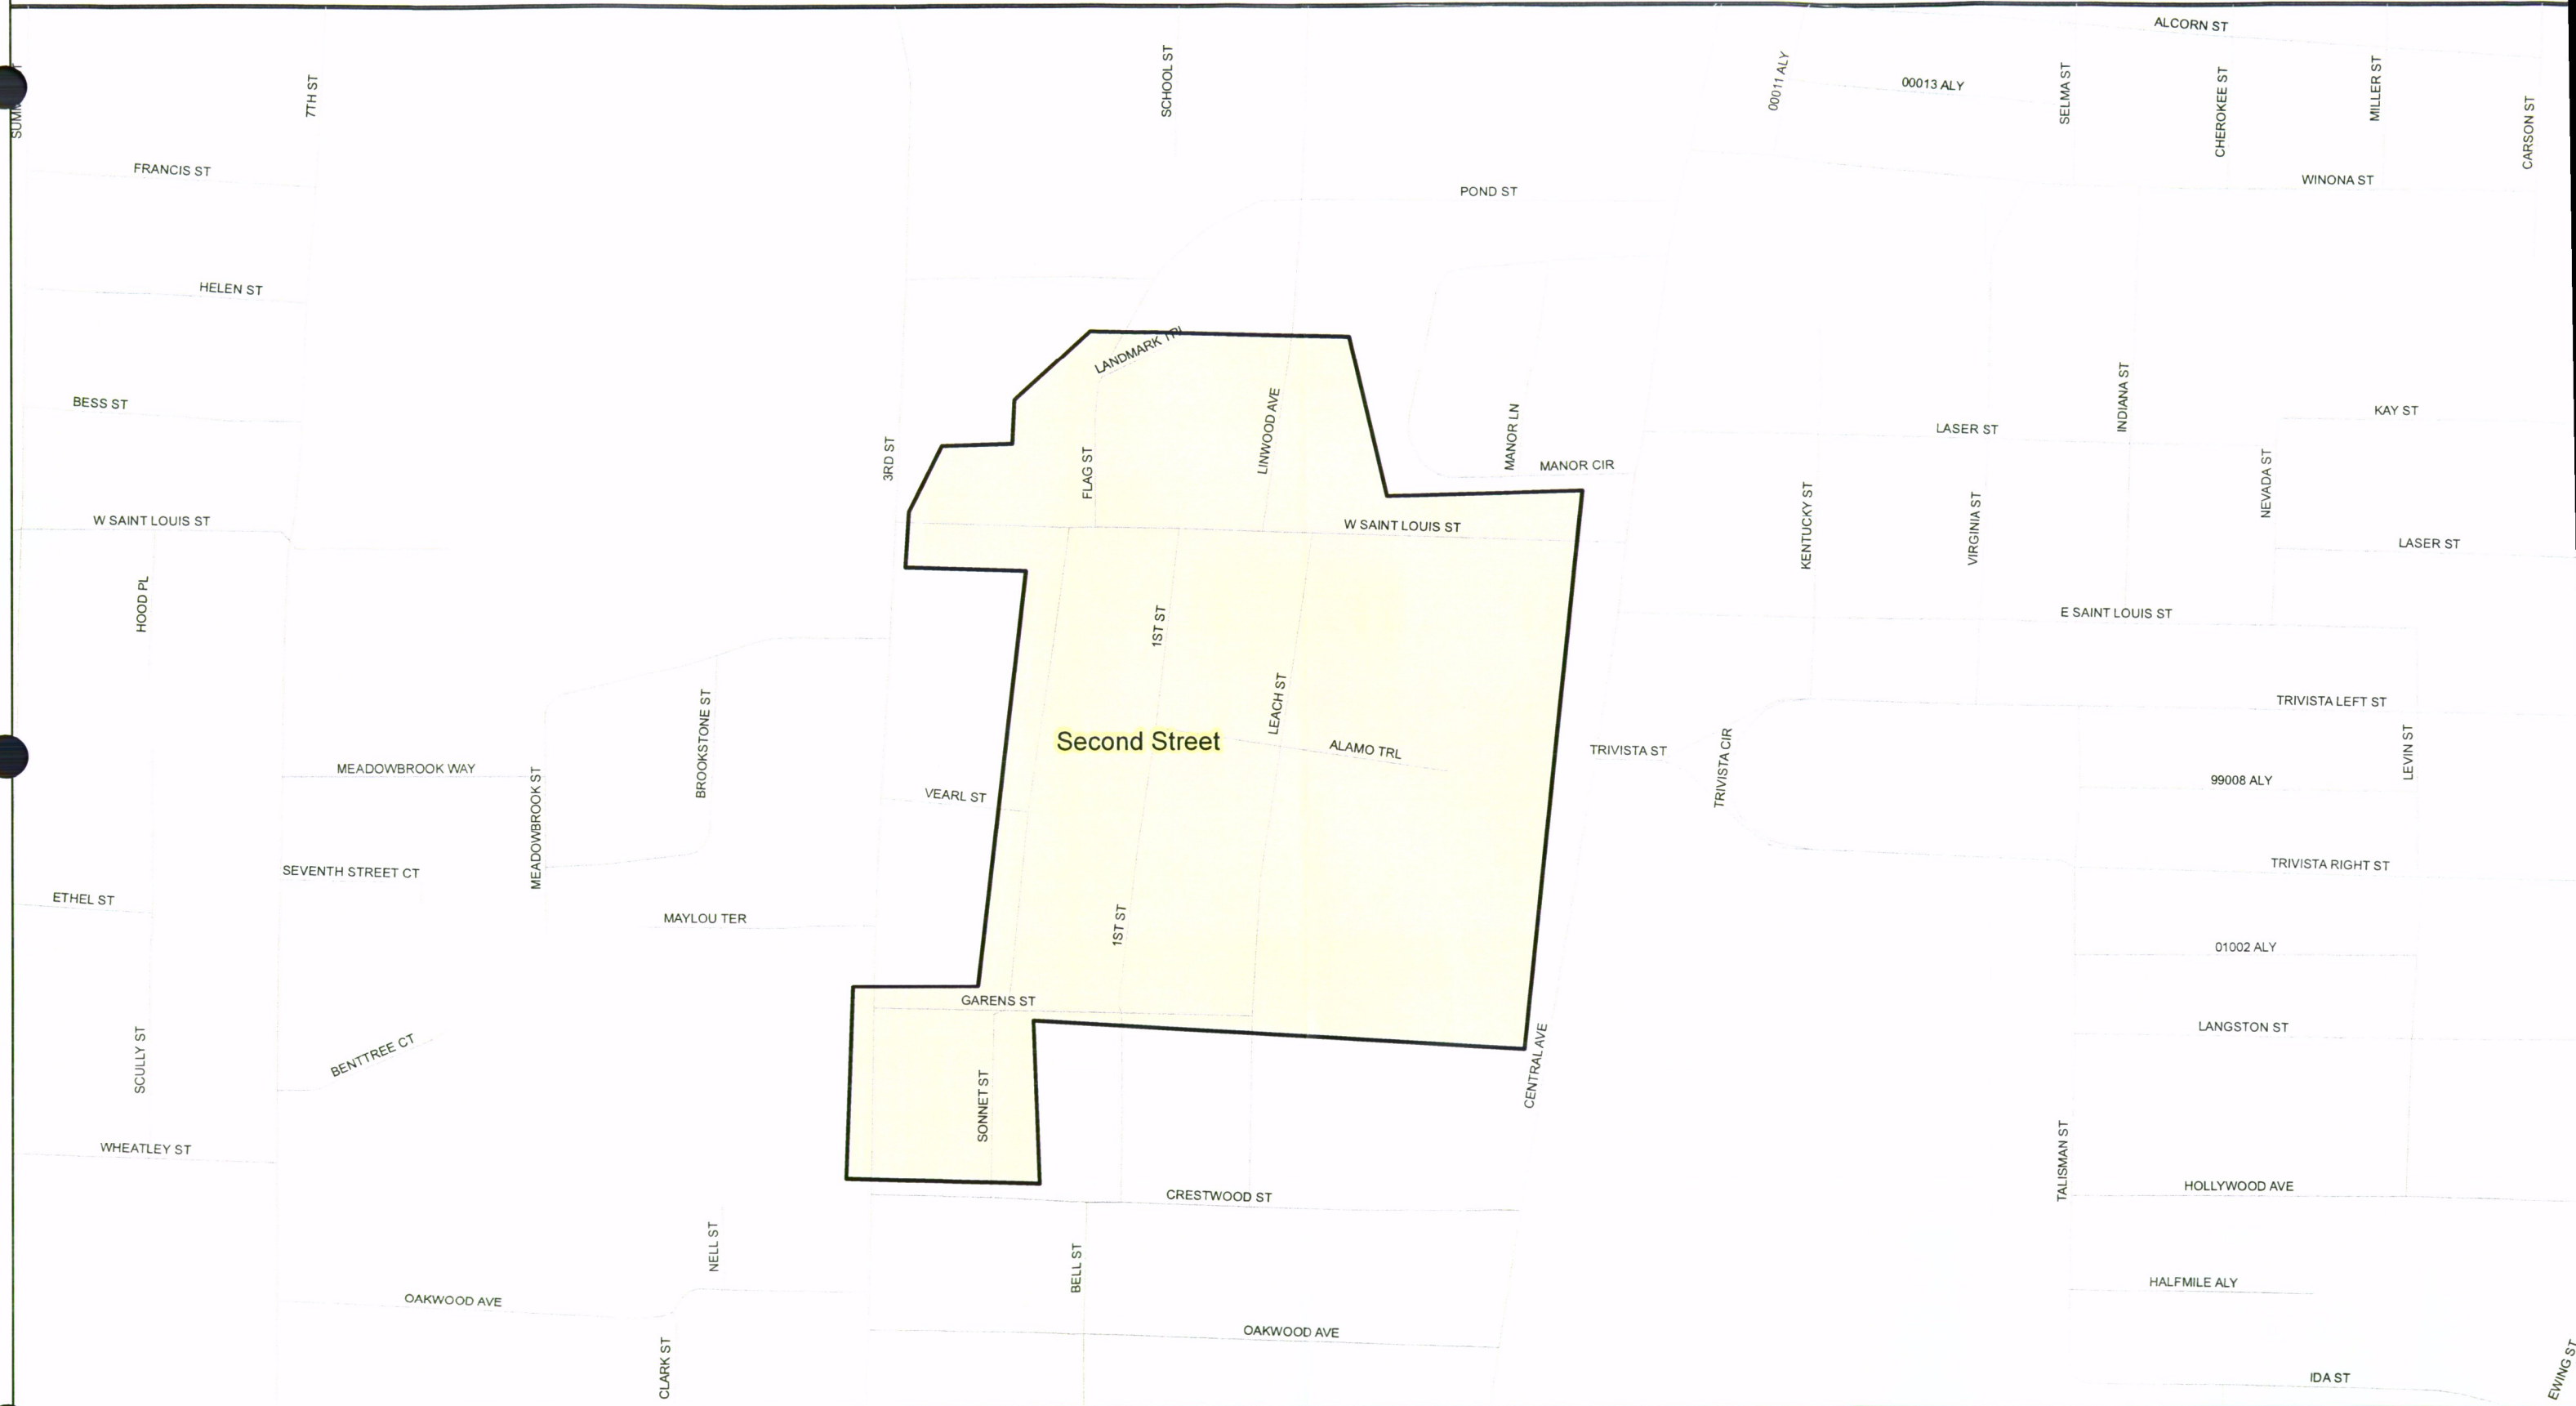 ALCORN ST
SCHOOL ST
7TH ST
00011 ALY
00013 ALY
SELMA ST
CHEROKEE ST
MILLER ST
CARSON ST
FRANCIS ST
POND ST
WINONA ST
HELEN ST
LANDMARK TRL
BESS ST
3RD ST
FLAG ST
LINWOOD AVE
MANOR LN
MANOR CIR
LASER ST
INDIANA ST
KAY ST
NEVADA ST
W SAINT LOUIS ST
W SAINT LOUIS ST
KENTUCKY ST
VIRGINIA ST
LASER ST
HOOD PL
1ST ST
E SAINT LOUIS ST
BROOKSTONE ST
LEACH ST
TRIVISTA LEFT ST
Second Street
ALAMO TRL
TRIVISTA ST
TRIVISTA CIR
LEVIN ST
MEADOWBROOK WAY
MEADOWBROOK ST
VEARL ST
99008 ALY
SEVENTH STREET CT
TRIVISTA RIGHT ST
ETHEL ST
MAYLOU TER
1ST ST
01002 ALY
GARENS ST
LANGSTON ST
SCULLY ST
BENTTREE CT
SONNET ST
CENTRAL AVE
WHEATLEY ST
TALISMAN ST
CRESTWOOD ST
HOLLYWOOD AVE
NELL ST
BELL ST
HALFMILE ALY
OAKWOOD AVE
OAKWOOD AVE
CLARK ST
IDA ST
EWING ST